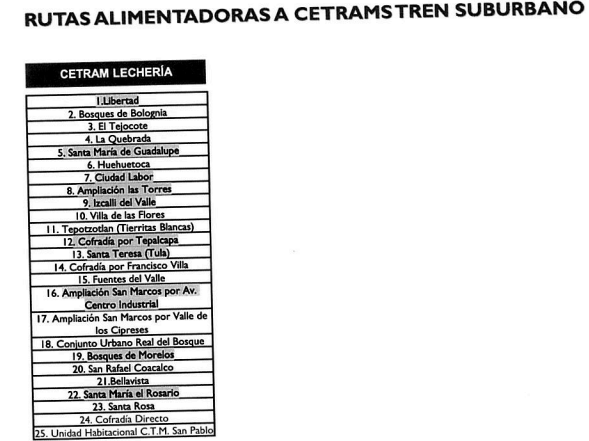 RUTAS ALIMENTADORAS A CETRAMS TREN SUBURBANO
CETRAM LECHERÍA
1.Libertad
2. Bosques de Bolognia
3. El Tejocote
4. La Quebrada
5. Santa María de Guadalupe
6. Huehuetoca
7. Ciudad Labor
8. Ampliación las Torres
9. Izcalli del Valle
10. Villa de las Flores
11. Tepotzotlan (Tierritas Blancas)
12. Cofradía por Tepalcapa
13. Santa Teresa (Tula)
14. Cofradía por Francisco Villa
15. Fuentes del Valle
16. Ampliación San Marcos por Av.
Centro Industrial
17. Ampliación San Marcos por Valle de
los Cipreses
18. Conjunto Urbano Real del Bosque
19. Bosques de Morelos
20. San Rafael Coacalco
21.Bellavista
22. Santa María el Rosario
23. Santa Rosa
24. Cofradía Directo
25. Unidad Habitacional C.T.M. San Pablo